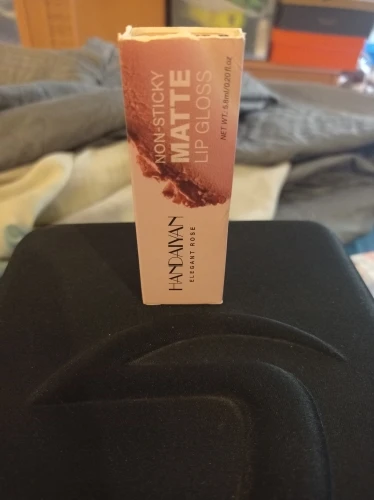 NON-STICKY
MATTE
LIP GLOSS
NET WT: 5.8ml/0.20 fl.oz
HANDAIYAN
ELEGANT ROSE